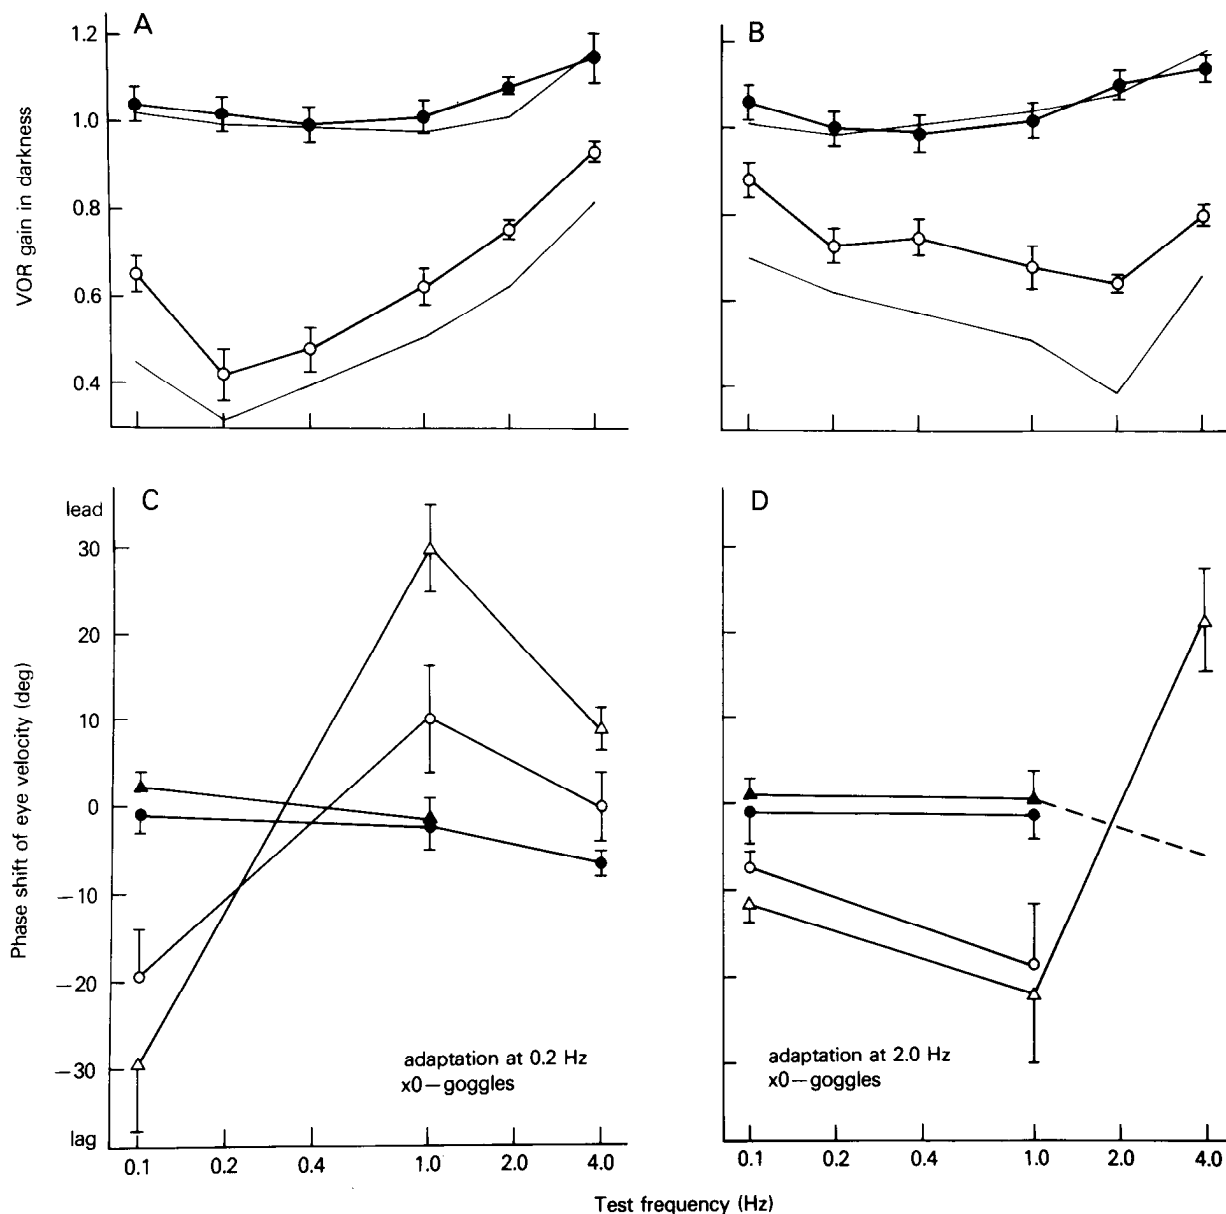 A
B
1.2
1.0
0.8
0.6
0.4
VOR gain in darkness
C
D
lead
30
20
10
0
−10
−20
−30
lag
Phase shift of eye velocity (deg)
adaptation at 0.2 Hz
x0−goggles
adaptation at 2.0 Hz
x0−goggles
0.1 0.2 0.4 1.0 2.0 4.0
0.1 0.2 0.4 1.0 2.0 4.0
Test frequency (Hz)